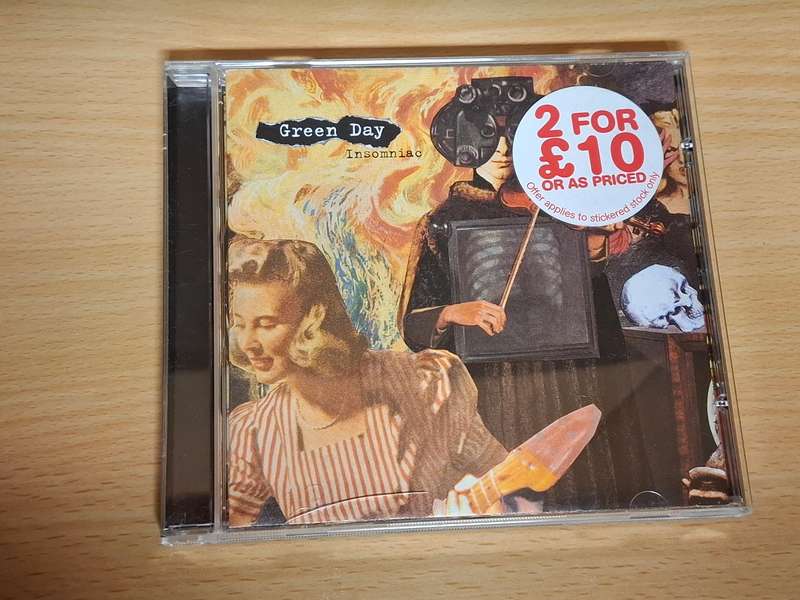 Green Day
Insomniac
2 FOR
£10
OR AS PRICED
Offer applies to stickered stock only